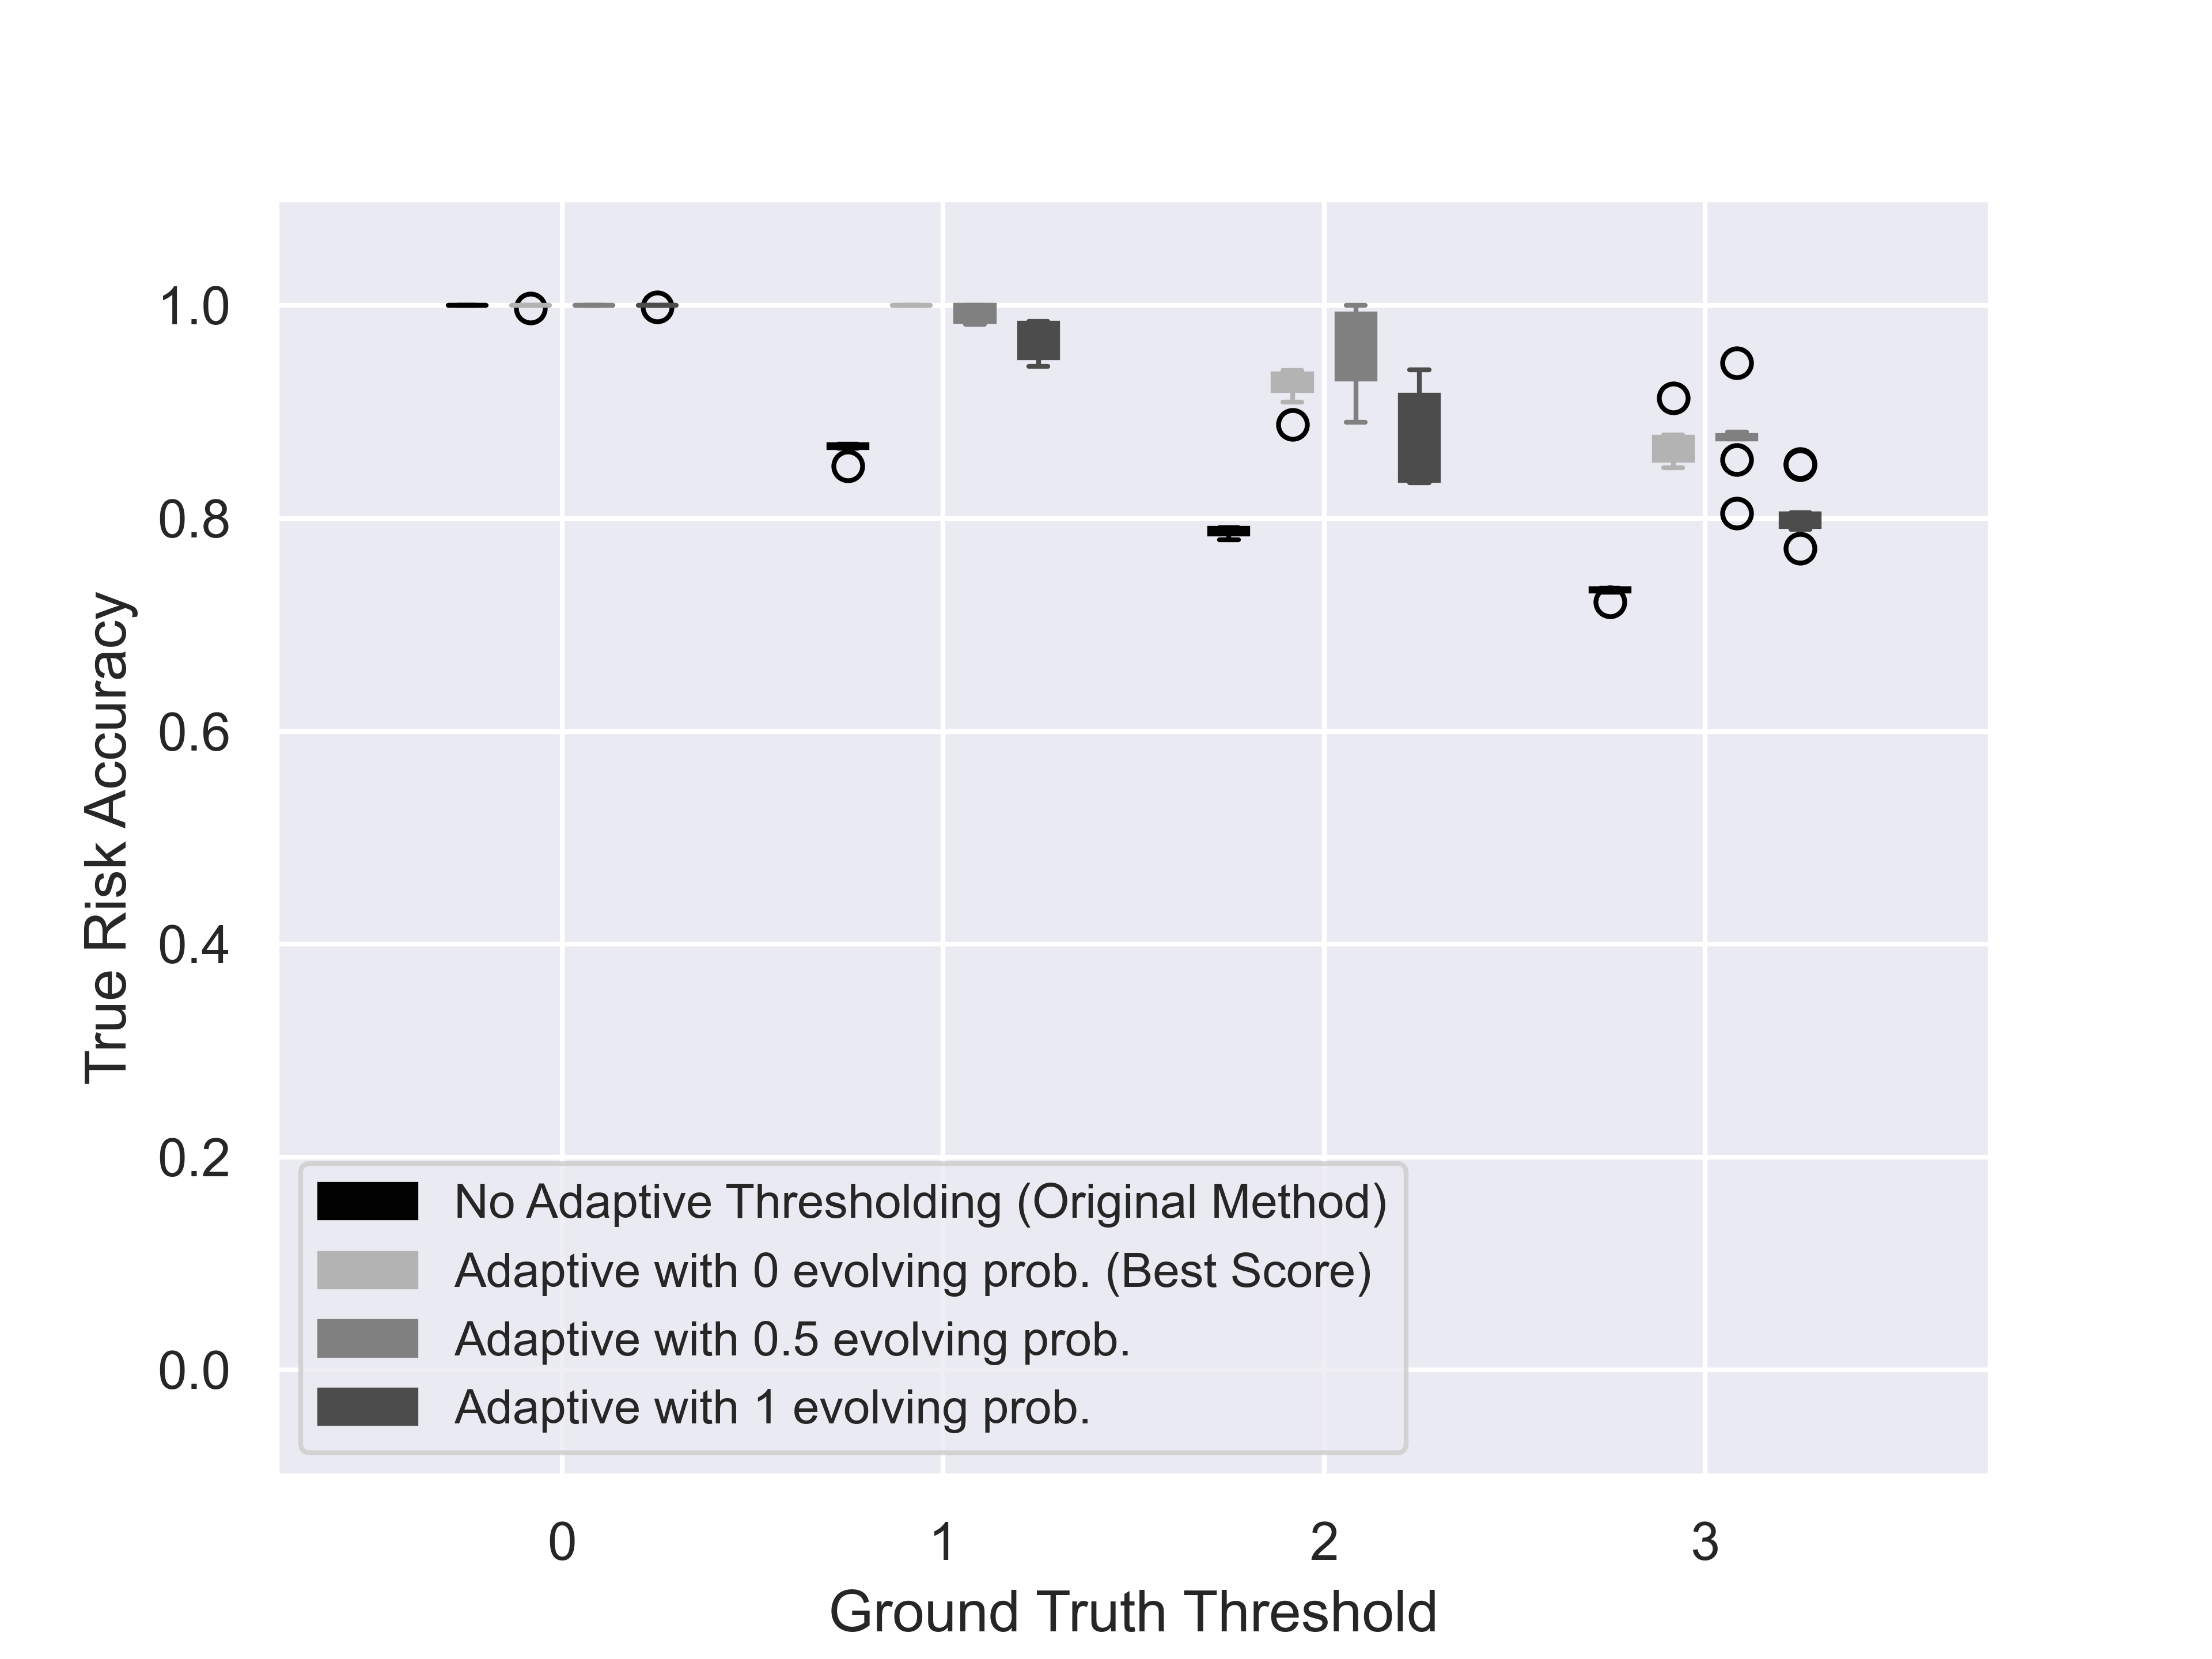 1.0
0.8
0.6
0.4
0.2
0.0
True Risk Accuracy
No Adaptive Thresholding (Original Method)
Adaptive with 0 evolving prob. (Best Score)
Adaptive with 0.5 evolving prob.
Adaptive with 1 evolving prob.
0 1 2 3
Ground Truth Threshold